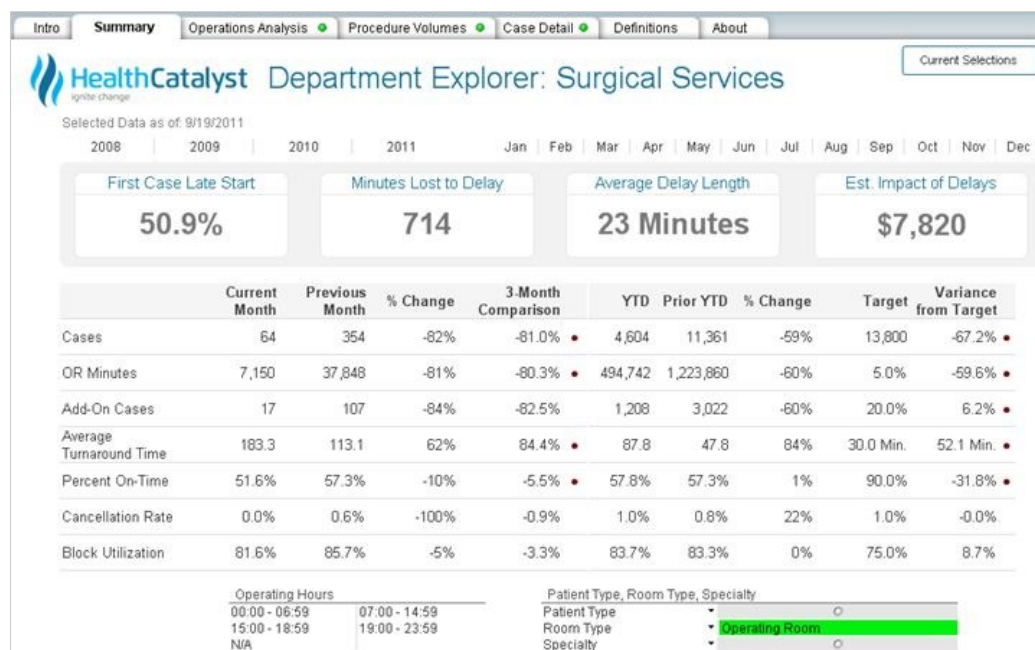 Intro Summary Operations Analysis Procedure Volumes Case Detail Definitions About
Current Selections
HealthCatalyst Department Explorer: Surgical Services
ignite change
Selected Data as of: 9/19/2011
2008 2009 2010 2011 Jan Feb Mar Apr May Jun Jul Aug Sep Oct Nov Dec
First Case Late Start Minutes Lost to Delay Average Delay Length Est. Impact of Delays
50.9% 714 23 Minutes $7,820
Current Month Previous Month % Change 3-Month Comparison YTD Prior YTD % Change Target Variance from Target
Cases 64 354 -82% -81.0% 4,604 11,361 -59% 13,800 -67.2%
OR Minutes 7,150 37,848 -81% -80.3% 494,742 1,223,860 -60% 5.0% -59.6%
Add-On Cases 17 107 -84% -82.5% 1,208 3,022 -60% 20.0% 6.2%
Average Turnaround Time 183.3 113.1 62% 84.4% 87.8 47.8 84% 30.0 Min. 52.1 Min.
Percent On-Time 51.6% 57.3% -10% -5.5% 57.8% 57.3% 1% 90.0% -31.8%
Cancellation Rate 0.0% 0.6% -100% -0.9% 1.0% 0.8% 22% 1.0% -0.0%
Block Utilization 81.6% 85.7% -5% -3.3% 83.7% 83.3% 0% 75.0% 8.7%
Operating Hours Patient Type, Room Type, Specialty
00:00 - 06:59 07:00 - 14:59 Patient Type
15:00 - 18:59 19:00 - 23:59 Room Type Operating Room
N/A Specialty